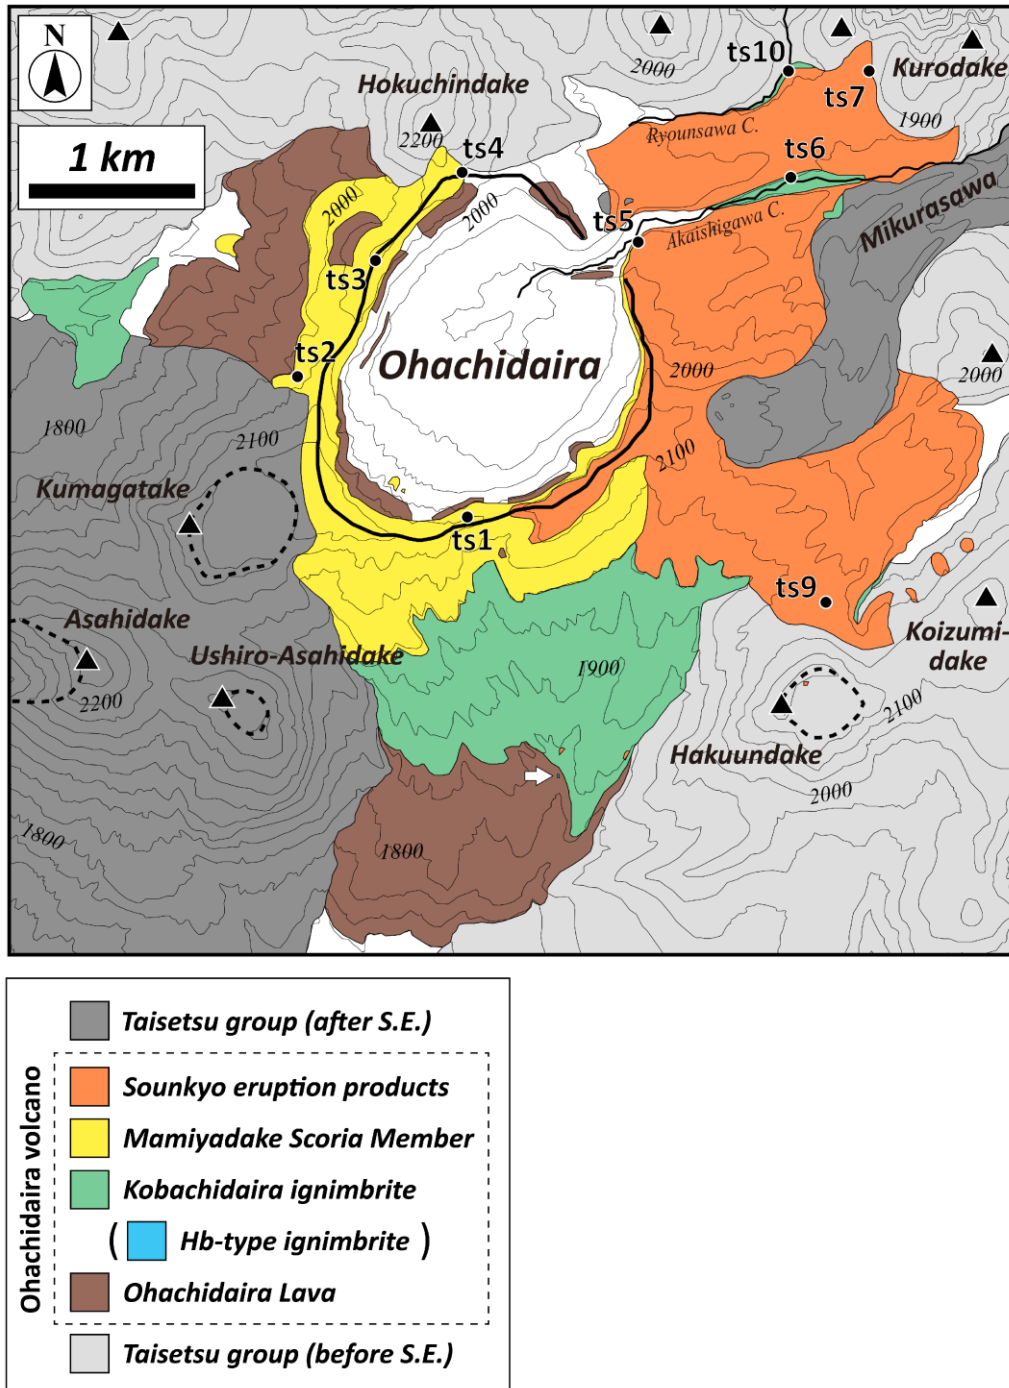 N
1 km
Hokuchindake
2200
ts4
2000
2000
ts10
ts7
Kurodake
1900
Ryounsawa C.
ts6
Akaishigawa C.
ts5
Mikurasawa
2000
ts3
ts2
Ohachidaira
2000
2000
1800
2100
Kumagatake
2100
ts1
ts9
Asahidake
Ushiro-Asahidake
2200
1900
Koizumi-
dake
Hakuundake
2100
2000
1800
1800
Taisetsu group (after S.E.)
Ohachidaira volcano
Sounkyo eruption products
Mamiyadake Scoria Member
Kobachidaira ignimbrite
( Hb-type ignimbrite )
Ohachidaira Lava
Taisetsu group (before S.E.)